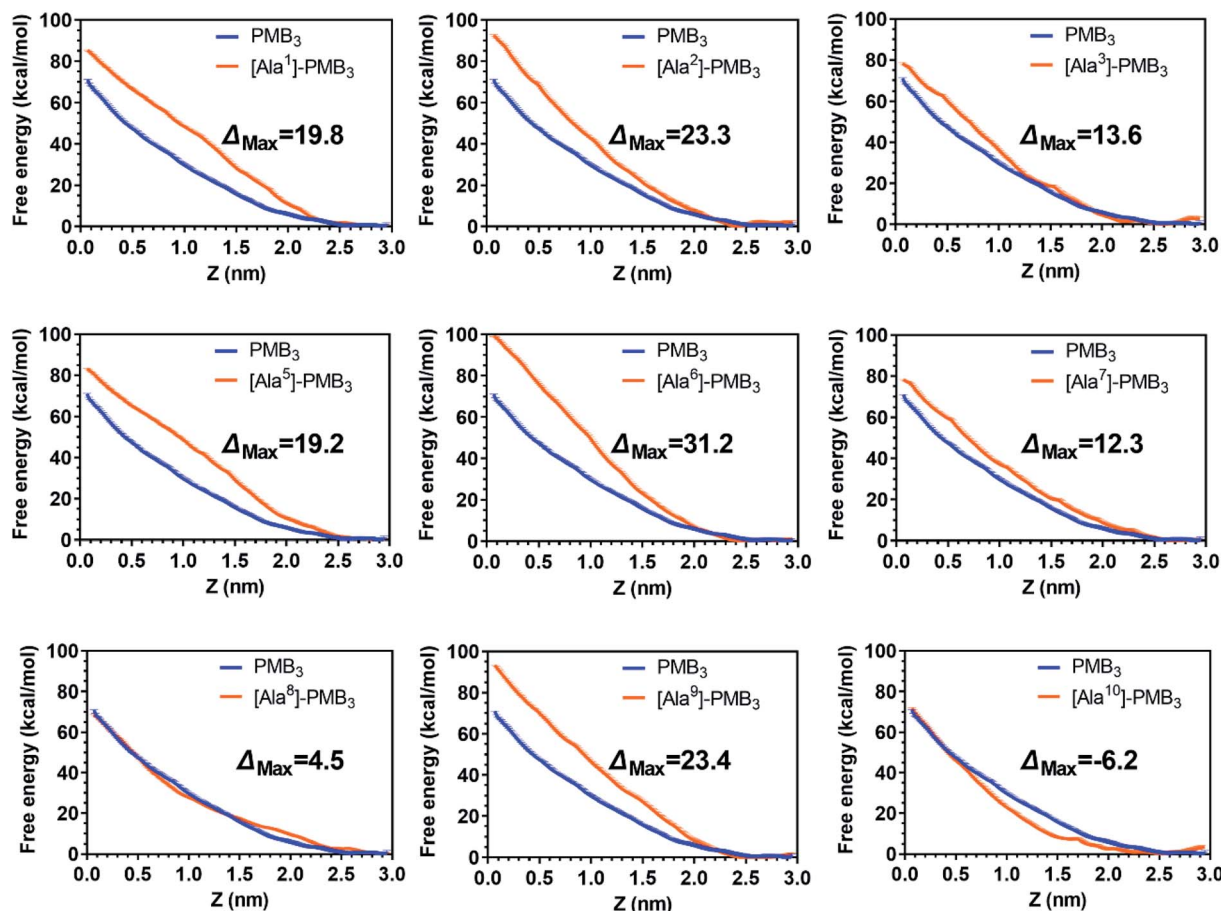 Free energy (kcal/mol)
100
80
60
40
20
0
PMB₃
[Ala¹]-PMB₃
ΔMax=19.8
0.0 0.5 1.0 1.5 2.0 2.5 3.0
Z (nm)
Free energy (kcal/mol)
100
80
60
40
20
0
PMB₃
[Ala²]-PMB₃
ΔMax=23.3
0.0 0.5 1.0 1.5 2.0 2.5 3.0
Z (nm)
Free energy (kcal/mol)
100
80
60
40
20
0
PMB₃
[Ala³]-PMB₃
ΔMax=13.6
0.0 0.5 1.0 1.5 2.0 2.5 3.0
Z (nm)
Free energy (kcal/mol)
100
80
60
40
20
0
PMB₃
[Ala⁵]-PMB₃
ΔMax=19.2
0.0 0.5 1.0 1.5 2.0 2.5 3.0
Z (nm)
Free energy (kcal/mol)
100
80
60
40
20
0
PMB₃
[Ala⁶]-PMB₃
ΔMax=31.2
0.0 0.5 1.0 1.5 2.0 2.5 3.0
Z (nm)
Free energy (kcal/mol)
100
80
60
40
20
0
PMB₃
[Ala⁷]-PMB₃
ΔMax=12.3
0.0 0.5 1.0 1.5 2.0 2.5 3.0
Z (nm)
Free energy (kcal/mol)
100
80
60
40
20
0
PMB₃
[Ala⁸]-PMB₃
ΔMax=4.5
0.0 0.5 1.0 1.5 2.0 2.5 3.0
Z (nm)
Free energy (kcal/mol)
100
80
60
40
20
0
PMB₃
[Ala⁹]-PMB₃
ΔMax=23.4
0.0 0.5 1.0 1.5 2.0 2.5 3.0
Z (nm)
Free energy (kcal/mol)
100
80
60
40
20
0
PMB₃
[Ala¹⁰]-PMB₃
ΔMax=-6.2
0.0 0.5 1.0 1.5 2.0 2.5 3.0
Z (nm)